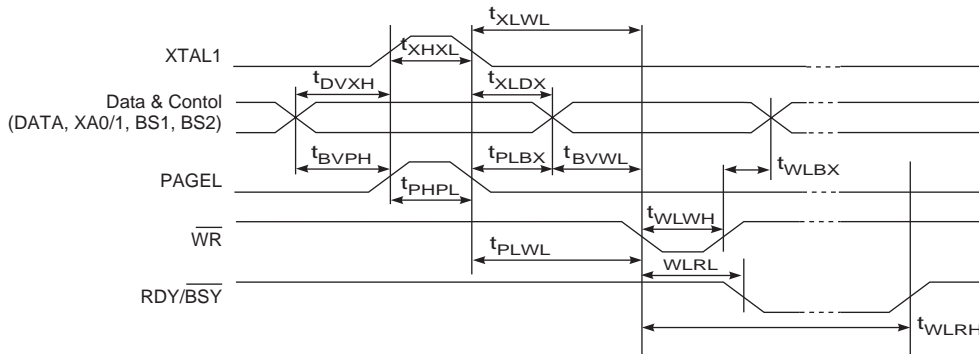 tXLWL
XTAL1
tXHXL
tDVXH
tXLDX
Data & Contol
(DATA, XA0/1, BS1, BS2)
tBVPH
tPLBX
tBVWL
tWLBX
PAGEL
tPHPL
WR
tWLWH
tPLWL
WLRL
RDY/BSY
tWLRH